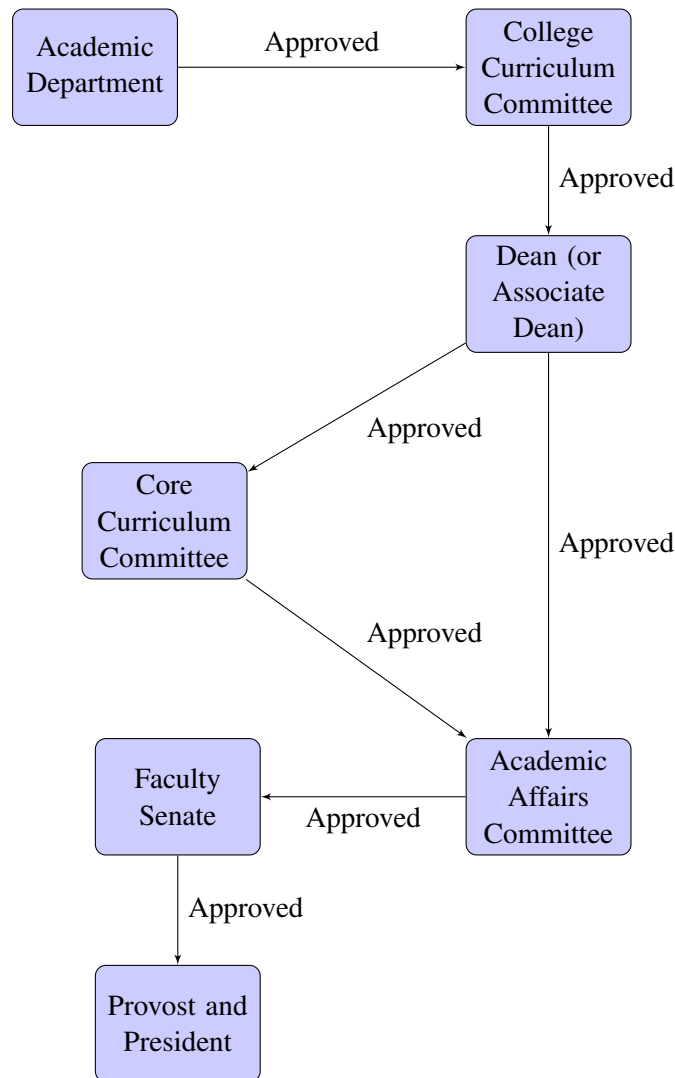 Academic
Department
Approved
College
Curriculum
Committee
Approved
Dean (or
Associate
Dean)
Approved
Core
Curriculum
Committee
Approved
Approved
Academic
Affairs
Committee
Approved
Faculty
Senate
Approved
Provost and
President